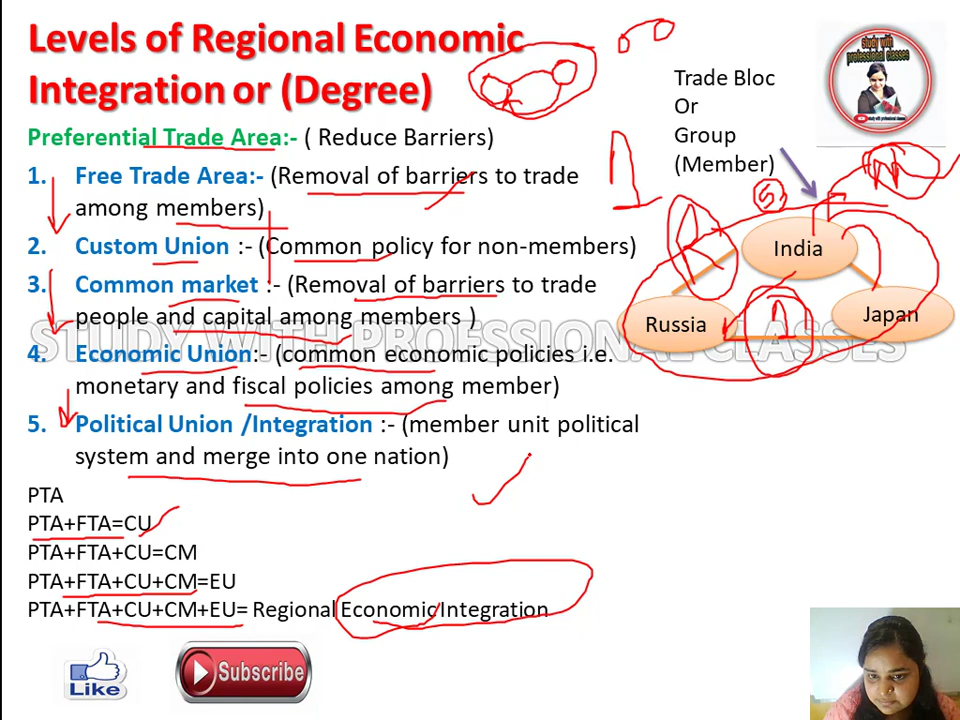 Levels of Regional Economic
Integration or (Degree)
Preferential Trade Area:- ( Reduce Barriers)
1. Free Trade Area:- (Removal of barriers to trade
among members)
2. Custom Union :- (Common policy for non-members)
3. Common market :- (Removal of barriers to trade
people and capital among members )
4. Economic Union:- (common economic policies i.e.
monetary and fiscal policies among member)
5. Political Union /Integration :- (member unit political
system and merge into one nation)
PTA
PTA+FTA=CU
PTA+FTA+CU=CM
PTA+FTA+CU+CM=EU
PTA+FTA+CU+CM+EU= Regional Economic Integration
Trade Bloc
Or
Group
(Member)
India
Russia
Japan
STUDY WITH PROFESSIONAL CLASSES
study with
professional classes
Like
Subscribe